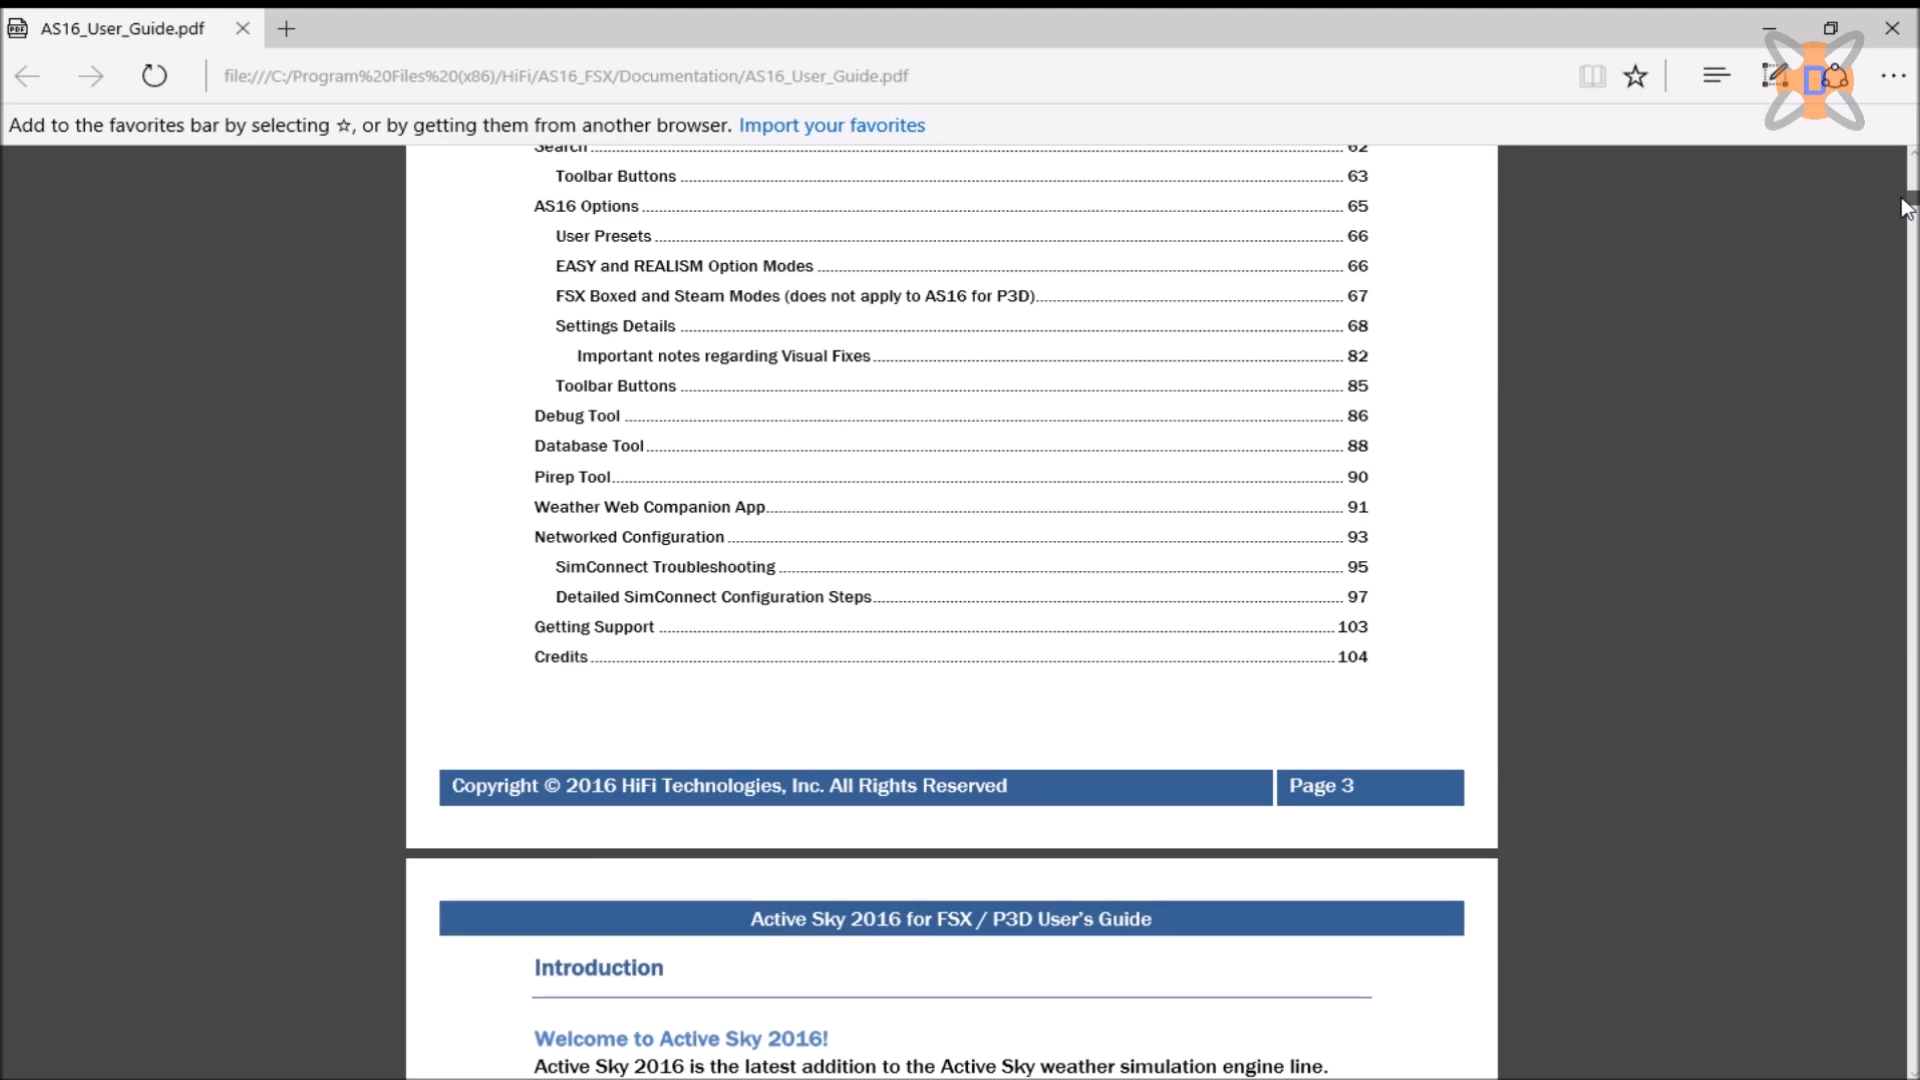 AS16_User_Guide.pdf
file:///C:/Program%20Files%20(x86)/HiFi/AS16_FSX/Documentation/AS16_User_Guide.pdf
Add to the favorites bar by selecting ☆, or by getting them from another browser. Import your favorites
Search 62
Toolbar Buttons 63
AS16 Options 65
User Presets 66
EASY and REALISM Option Modes 66
FSX Boxed and Steam Modes (does not apply to AS16 for P3D) 67
Settings Details 68
Important notes regarding Visual Fixes 82
Toolbar Buttons 85
Debug Tool 86
Database Tool 88
Pirep Tool 90
Weather Web Companion App 91
Networked Configuration 93
SimConnect Troubleshooting 95
Detailed SimConnect Configuration Steps 97
Getting Support 103
Credits 104
Copyright © 2016 HiFi Technologies, Inc. All Rights Reserved Page 3
Active Sky 2016 for FSX / P3D User's Guide
Introduction
Welcome to Active Sky 2016!
Active Sky 2016 is the latest addition to the Active Sky weather simulation engine line.
PDF
D